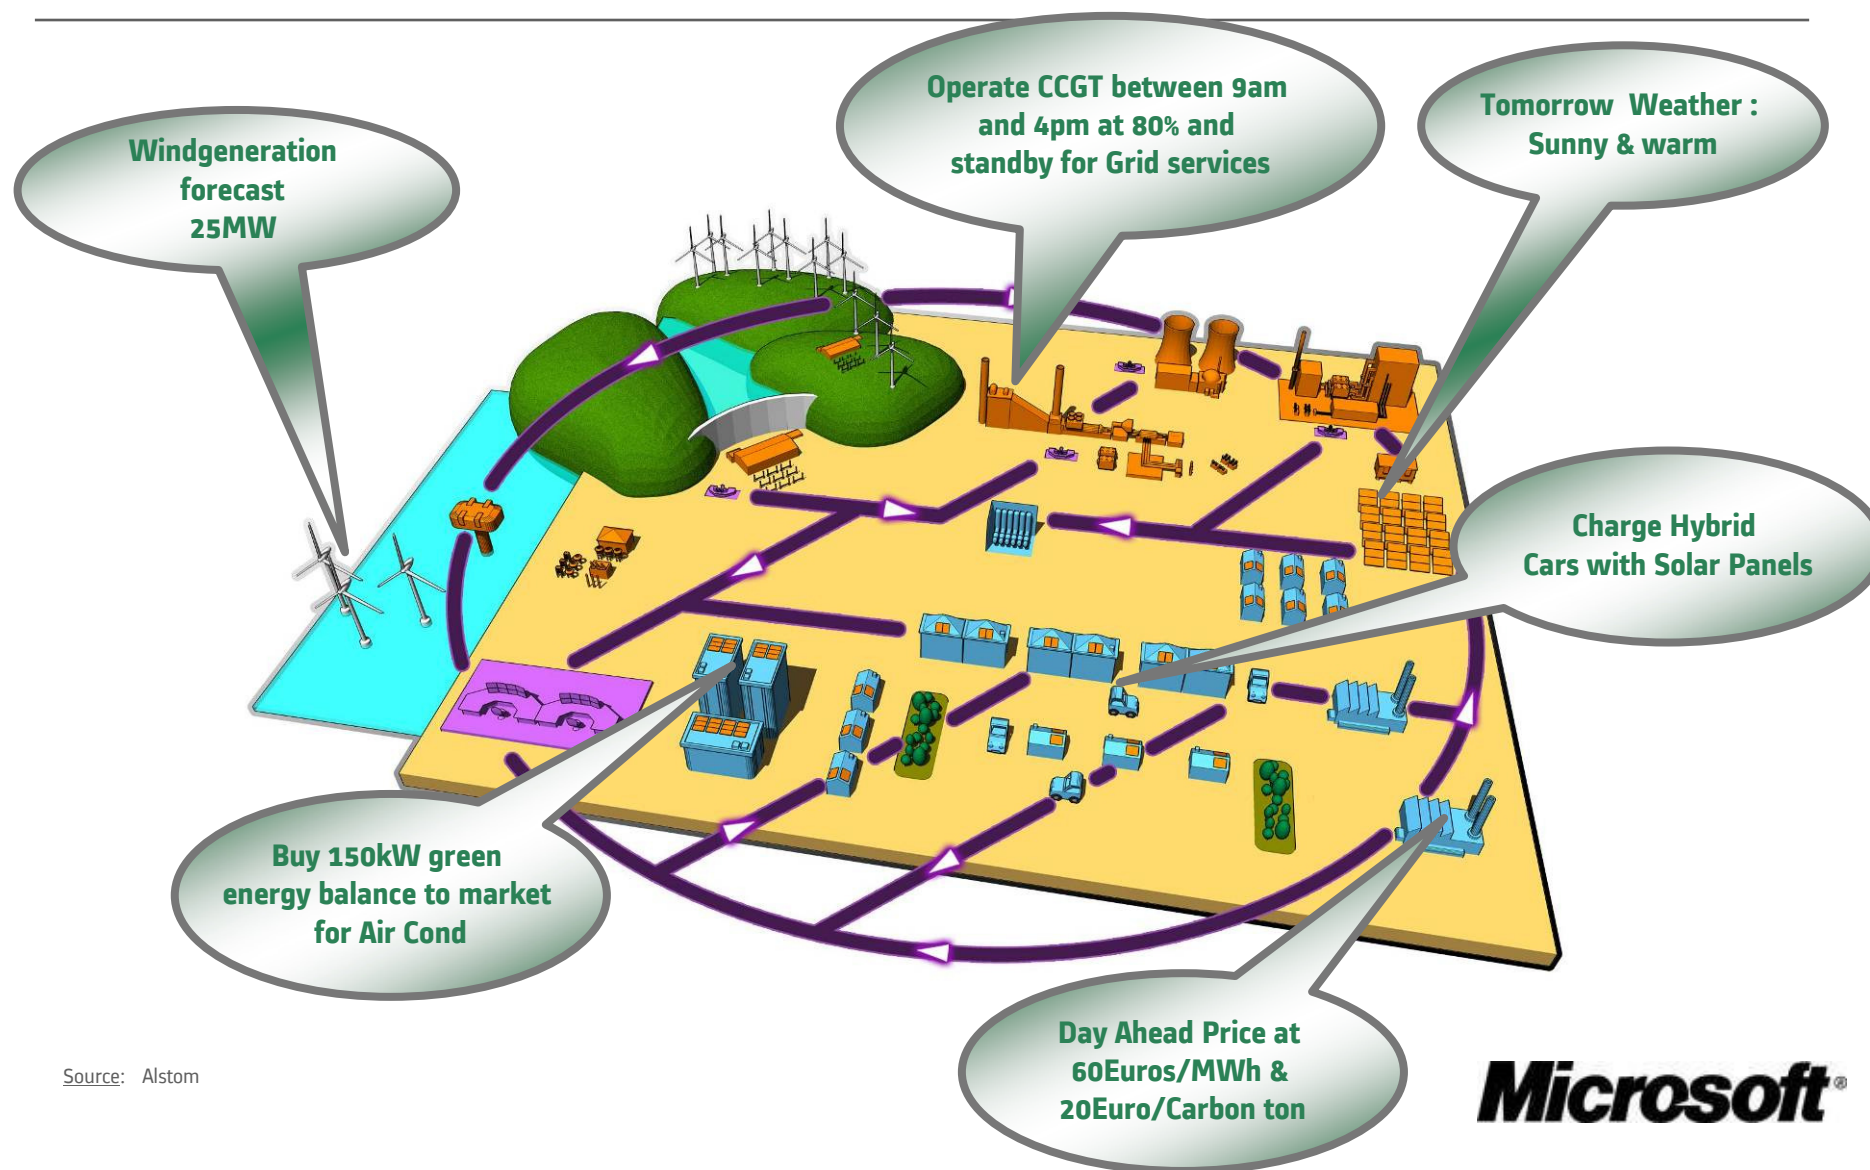 Windgeneration
forecast
25MW
Operate CCGT between 9am
and 4pm at 80% and
standby for Grid services
Tomorrow Weather :
Sunny & warm
Charge Hybrid
Cars with Solar Panels
Buy 150kW green
energy balance to market
for Air Cond
Day Ahead Price at
60Euros/MWh &
20Euro/Carbon ton
Source: Alstom
Microsoft®